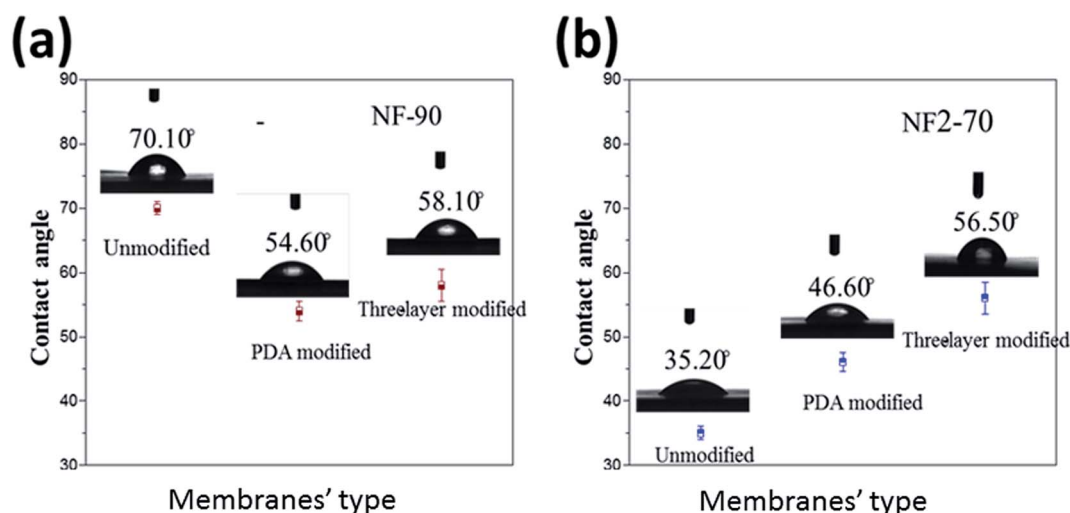 (a)
90
80
70
60
50
40
30
Contact angle
NF-90
70.10°
Unmodified
54.60°
PDA modified
58.10°
Threelayer modified
Membranes' type
(b)
90
80
70
60
50
40
30
Contact angle
NF2-70
35.20°
Unmodified
46.60°
PDA modified
56.50°
Threelayer modified
Membranes' type